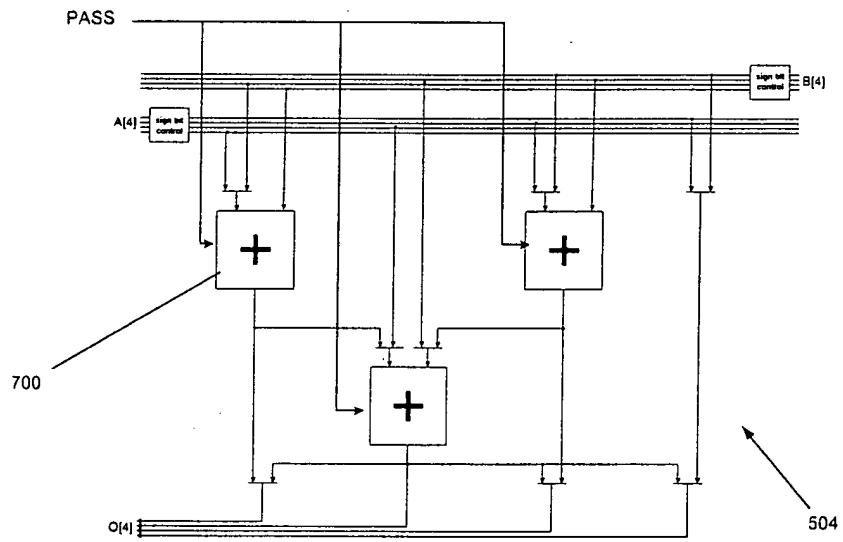 PASS
sign bit
control
B[4]
A[4]
sign bit
control
+
+
700
+
504
O[4]